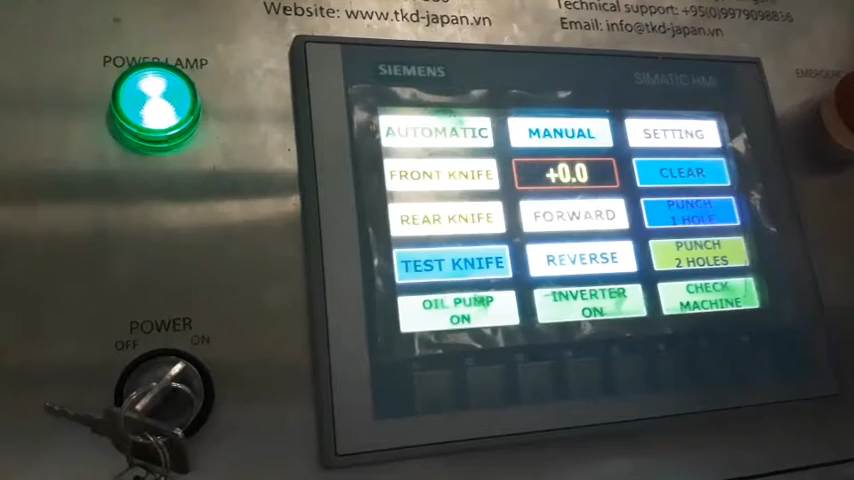 Website: www.tkd-japan.vn
Technical support: +95(0)9979098884
Email: info@tkd-japan.vn
POWER LAMP
EMERGENCY
SIEMENS
SIMATIC HMI
AUTOMATIC
MANUAL
SETTING
FRONT KNIFE
+0.0
CLEAR
REAR KNIFE
FORWARD
PUNCH
1 HOLE
TEST KNIFE
REVERSE
PUNCH
2 HOLES
OIL PUMP
ON
INVERTER
ON
CHECK
MACHINE
POWER
OFF
ON